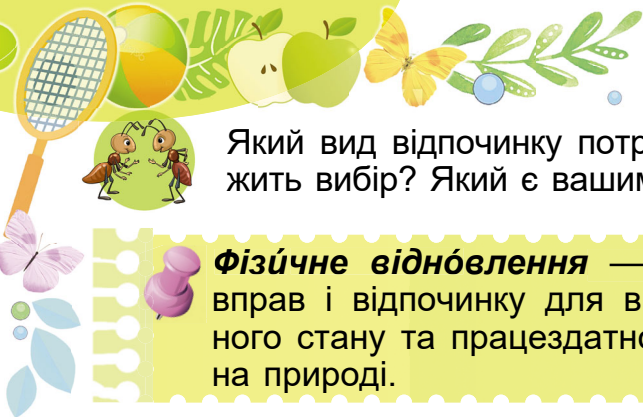 Який вид відпочинку потр
жить вибір? Який є вашим
Фізи́чне відно́влення —
вправ і відпочинку для в
ного стану та працездатн
на природі.